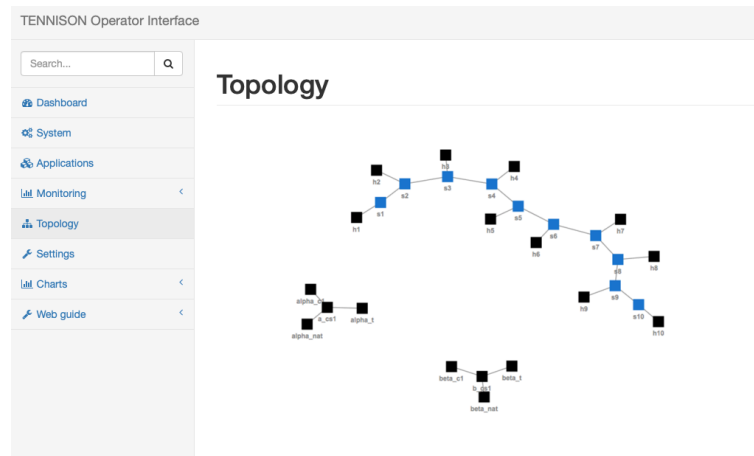 TENNISON Operator Interface
Search...
Dashboard
System
Applications
Monitoring
Topology
Settings
Charts
Web guide
Topology
h3
h2
s3
h4
s4
s2
s1
s5
h1
h5
s6
h7
s7
h6
s8
h8
s9
h9
s10
h10
a_cs1
alpha_t
alpha_nat
beta_c1
beta_t
b_cs1
beta_nat